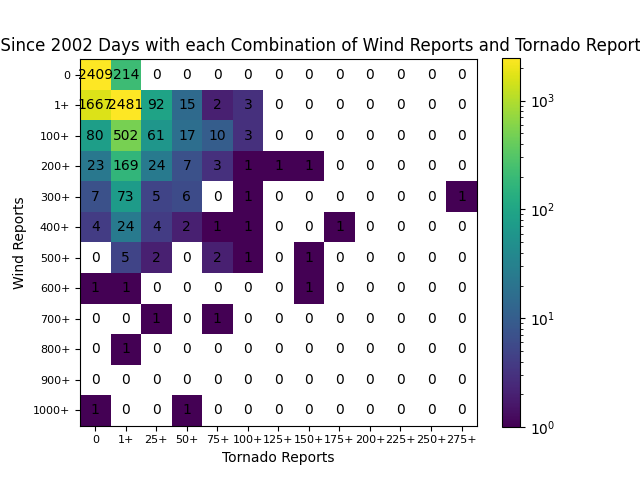 Since 2002 Days with each Combination of Wind Reports and Tornado Report
0 2409 214 0 0 0 0 0 0 0 0 0 0 0
1+ 1667 2481 92 15 2 3 0 0 0 0 0 0 0
100+ 80 502 61 17 10 3 0 0 0 0 0 0 0
200+ 23 169 24 7 3 1 1 1 0 0 0 0 0
300+ 7 73 5 6 0 1 0 0 0 0 0 0 1
400+ 4 24 4 2 1 1 0 0 1 0 0 0 0
500+ 0 5 2 0 2 1 0 1 0 0 0 0 0
600+ 1 1 0 0 0 0 0 1 0 0 0 0 0
700+ 0 0 1 0 1 0 0 0 0 0 0 0 0
800+ 0 1 0 0 0 0 0 0 0 0 0 0 0
900+ 0 0 0 0 0 0 0 0 0 0 0 0 0
1000+ 1 0 0 1 0 0 0 0 0 0 0 0 0
0 1+ 25+ 50+ 75+ 100+ 125+ 150+ 175+ 200+ 225+ 250+ 275+
Tornado Reports
Wind Reports
10³
10²
10¹
10⁰